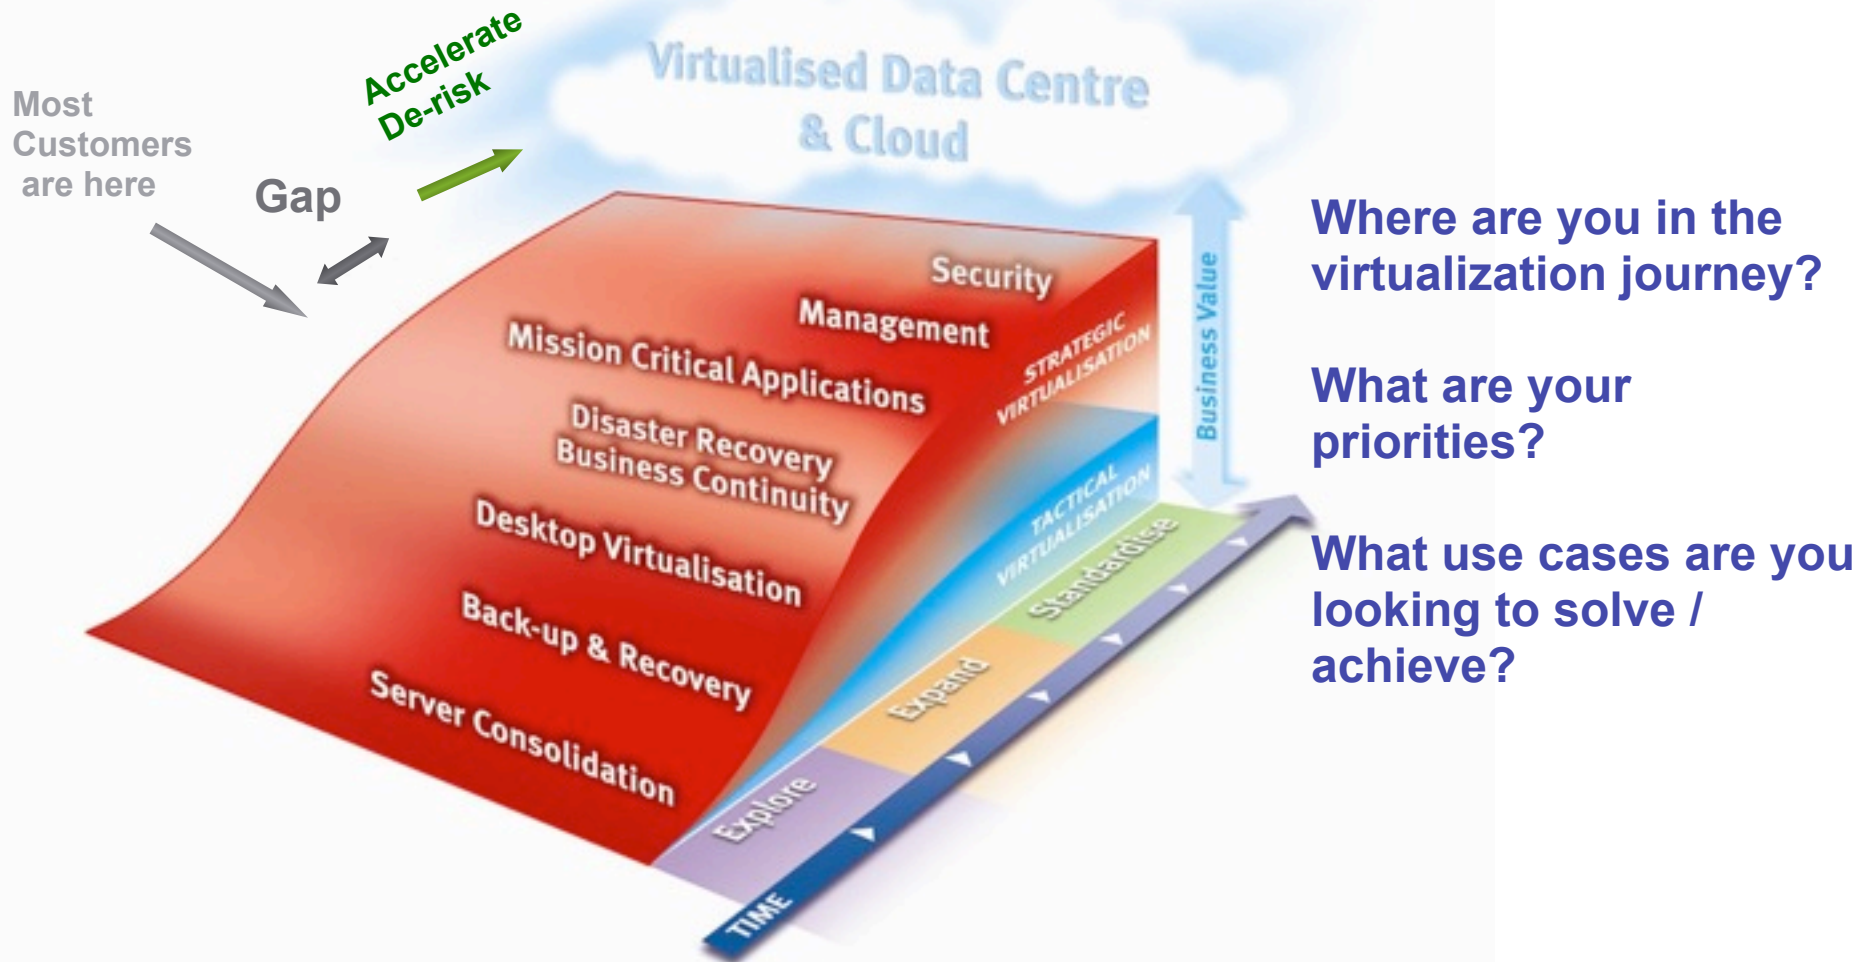 Accelerate
De-risk
Most
Customers
are here
Gap
Virtualised Data Centre
& Cloud
Security
Management
Mission Critical Applications
Disaster Recovery
Business Continuity
Desktop Virtualisation
Back-up & Recovery
Server Consolidation
STRATEGIC
VIRTUALISATION
TACTICAL
VIRTUALISATION
Business Value
Explore
Expand
Standardise
TIME
Where are you in the
virtualization journey?
What are your
priorities?
What use cases are you
looking to solve /
achieve?